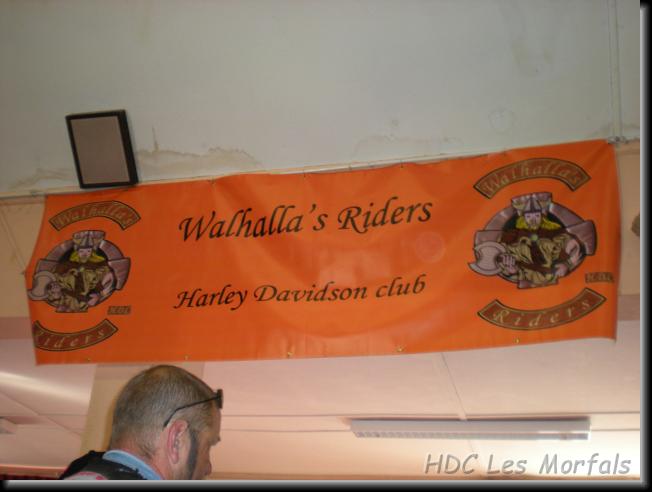 Walhalla's
Riders
H.D.C
Walhalla's Riders
Harley Davidson club
Walhalla's
Riders
H.D.C
HDC Les Morfals